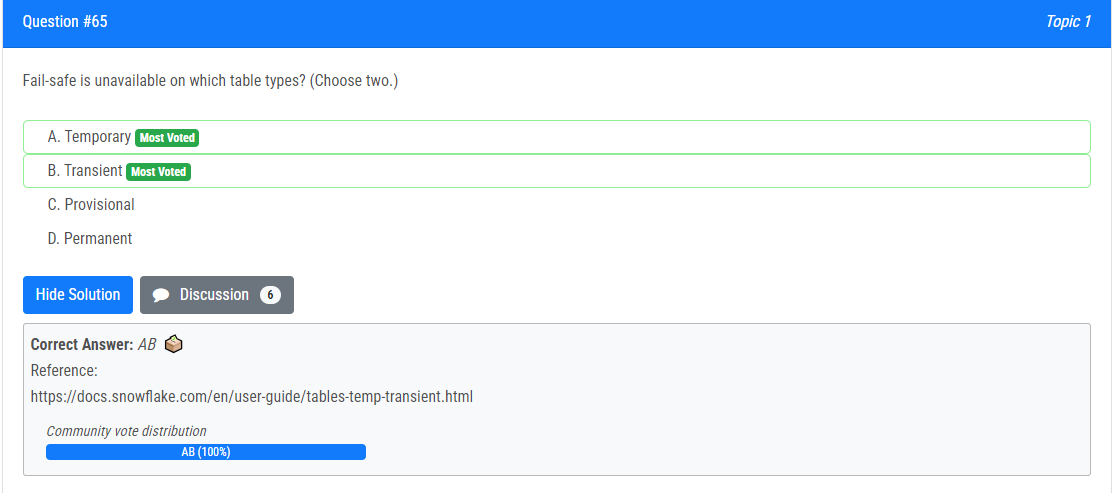 Question #65 Topic 1
Fail-safe is unavailable on which table types? (Choose two.)
A. Temporary Most Voted
B. Transient Most Voted
C. Provisional
D. Permanent
Hide Solution Discussion 6
Correct Answer: AB
Reference:
https://docs.snowflake.com/en/user-guide/tables-temp-transient.html
Community vote distribution
AB (100%)